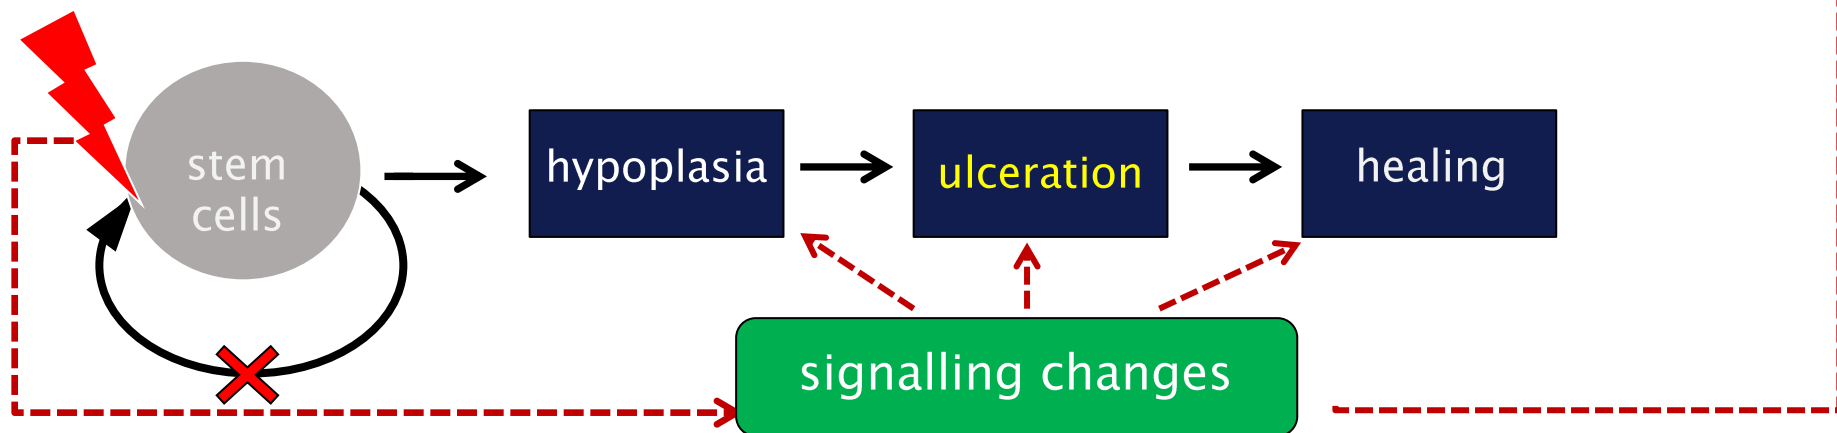 stem
cells
hypoplasia
ulceration
healing
signalling changes